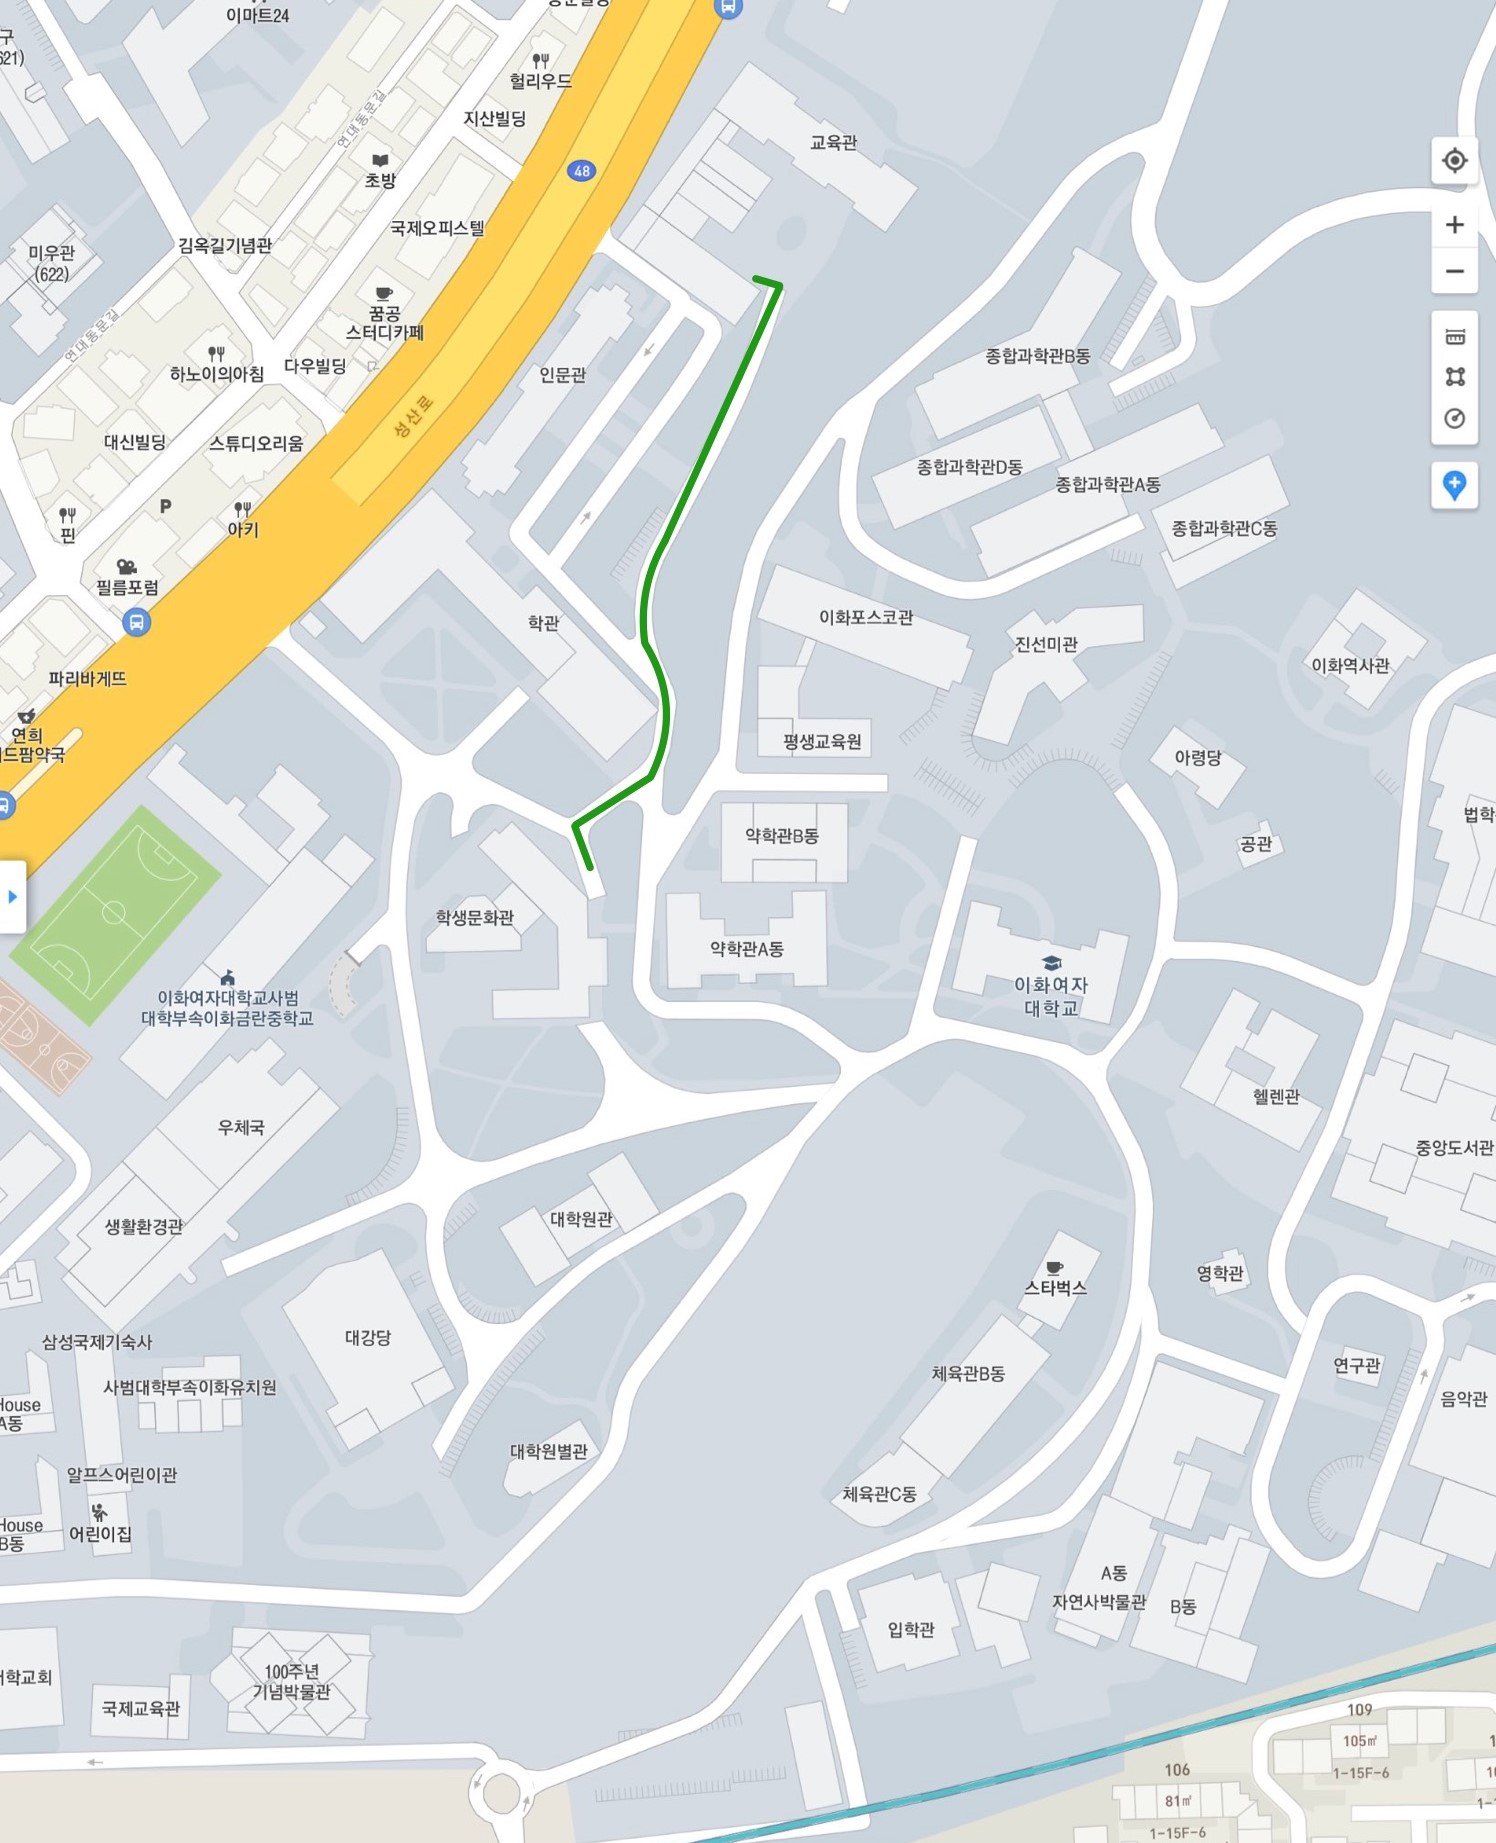 이마트24
621)
헐리우드
지산빌딩
연대동문길
48
교육관
초방
국제오피스텔
김옥길기념관
미우관
(622)
꿈공
스터디카페
연대동문길
하노이의아침
다우빌딩
인문관
종합과학관B동
성산로
대신빌딩
스튜디오리움
종합과학관D동
종합과학관A동
종합과학관C동
P
핀
아키
필름포럼
학관
이화포스코관
진선미관
이화역사관
파리바게뜨
연희
드팜약국
평생교육원
아령당
약학관B동
공관
법학
학생문화관
약학관A동
이화여자
대학교
이화여자대학교사범
대학부속이화금란중학교
헬렌관
우체국
중앙도서관
생활환경관
대학원관
영학관
스타벅스
삼성국제기숙사
대강당
사범대학부속이화유치원
체육관B동
연구관
음악관
House
A동
대학원별관
알프스어린이관
체육관C동
어린이집
House
B동
A동
자연사박물관
B동
입학관
100주년
기념박물관
대학교회
국제교육관
109
105㎡
1-15F-6
106
81㎡
1-15F-6